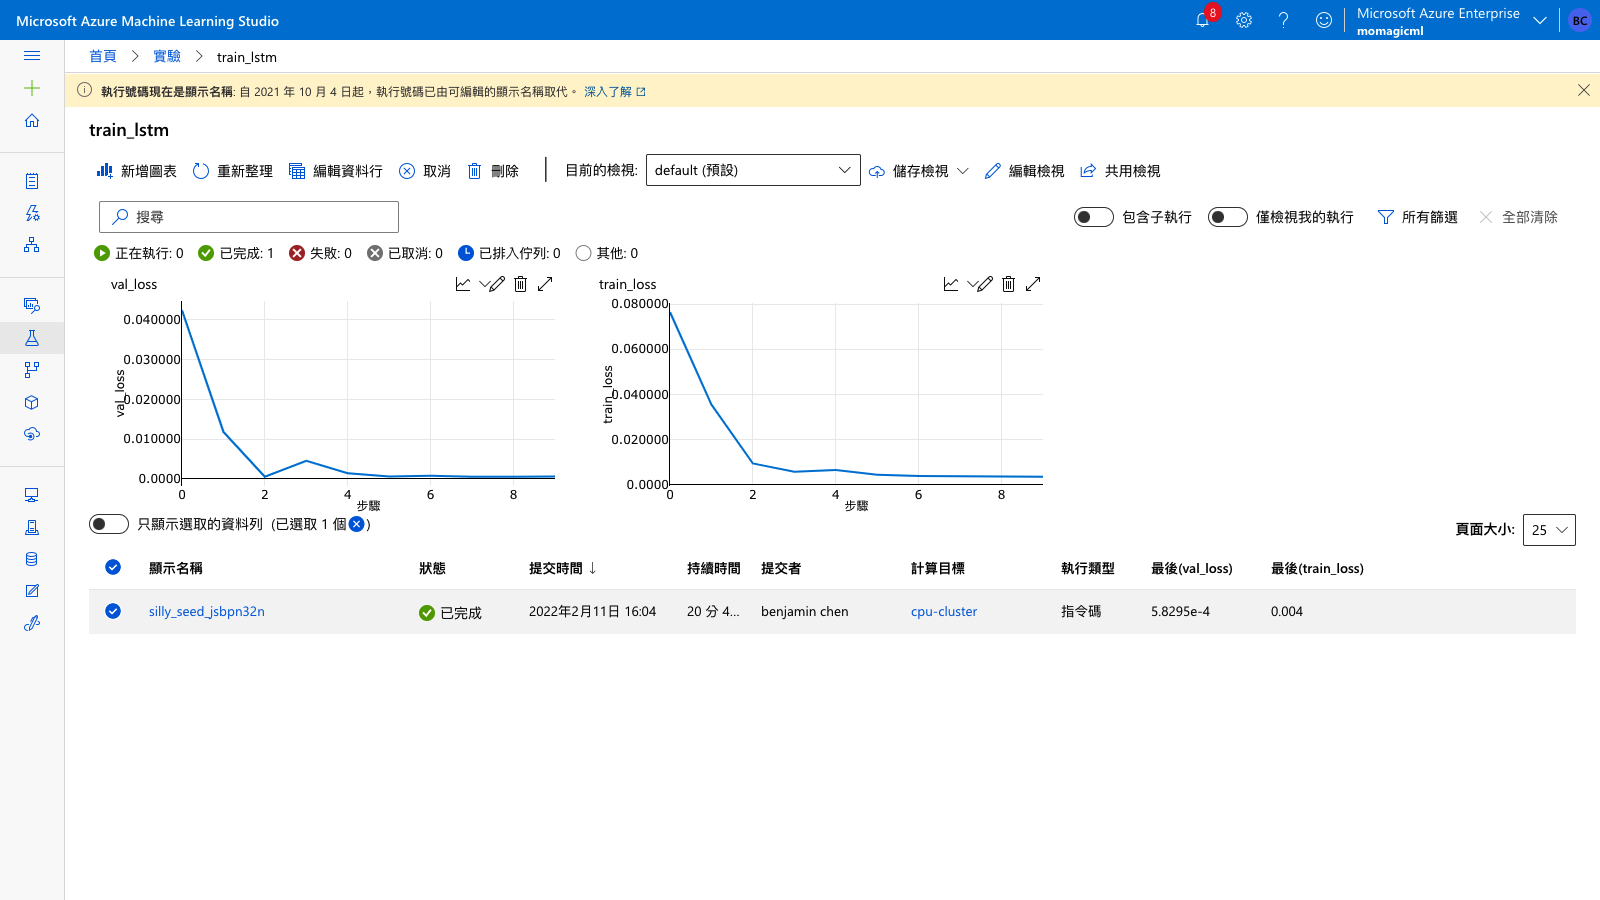 Microsoft Azure Machine Learning Studio
8
Microsoft Azure Enterprise
momagicml
BC
首頁 實驗 train_lstm
執行號碼現在是顯示名稱: 自 2021 年 10 月 4 日起，執行號碼已由可編輯的顯示名稱取代。 深入了解
train_lstm
新增圖表 重新整理 編輯資料行 取消 刪除 目前的檢視: default (預設) 儲存檢視 編輯檢視 共用檢視
搜尋
包含子執行 僅檢視我的執行 所有篩選 全部清除
正在執行: 0 已完成: 1 失敗: 0 已取消: 0 已排入佇列: 0 其他: 0
val_loss
0.040000
0.030000
0.020000
0.010000
0.0000
val_loss
0 2 4 6 8
步驟
train_loss
0.080000
0.060000
0.040000
0.020000
0.0000
train_loss
0 2 4 6 8
步驟
只顯示選取的資料列 (已選取 1 個)
頁面大小: 25
顯示名稱 狀態 提交時間 ↓ 持續時間 提交者 計算目標 執行類型 最後(val_loss) 最後(train_loss)
silly_seed_jsbpn32n 已完成 2022年2月11日 16:04 20 分 4... benjamin chen cpu-cluster 指令碼 5.8295e-4 0.004